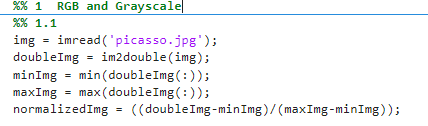 %% 1  RGB and Grayscale
%% 1.1
img = imread('picasso.jpg');
doubleImg = im2double(img);
minImg = min(doubleImg(:));
maxImg = max(doubleImg(:));
normalizedImg = ((doubleImg-minImg)/(maxImg-minImg));